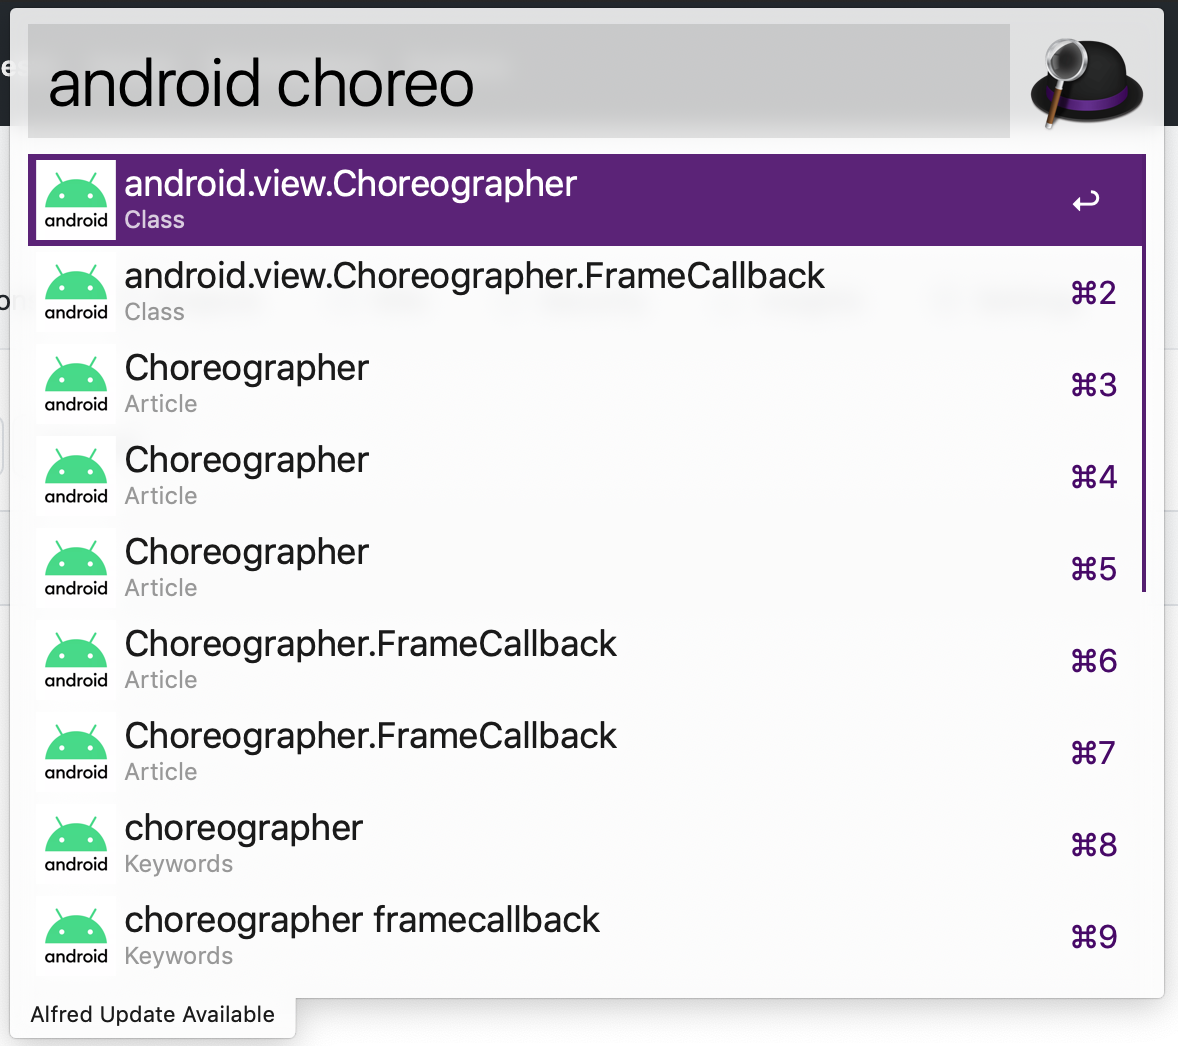 android choreo
android.view.Choreographer
Class
android
android.view.Choreographer.FrameCallback
Class
android
⌘2
Choreographer
Article
android
⌘3
Choreographer
Article
android
⌘4
Choreographer
Article
android
⌘5
Choreographer.FrameCallback
Article
android
⌘6
Choreographer.FrameCallback
Article
android
⌘7
choreographer
Keywords
android
⌘8
choreographer framecallback
Keywords
android
⌘9
Alfred Update Available